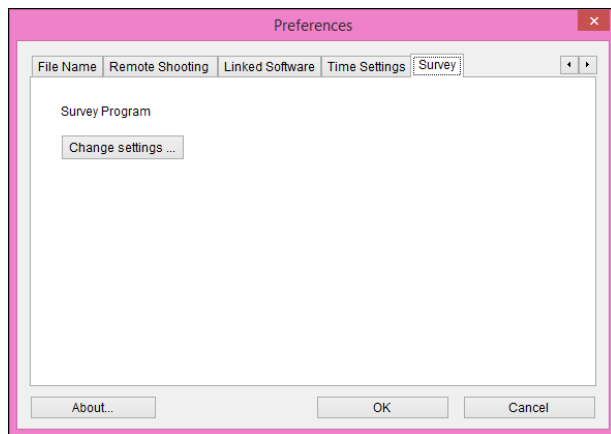 Preferences
File Name Remote Shooting Linked Software Time Settings Survey
Survey Program
Change settings ...
About... OK Cancel